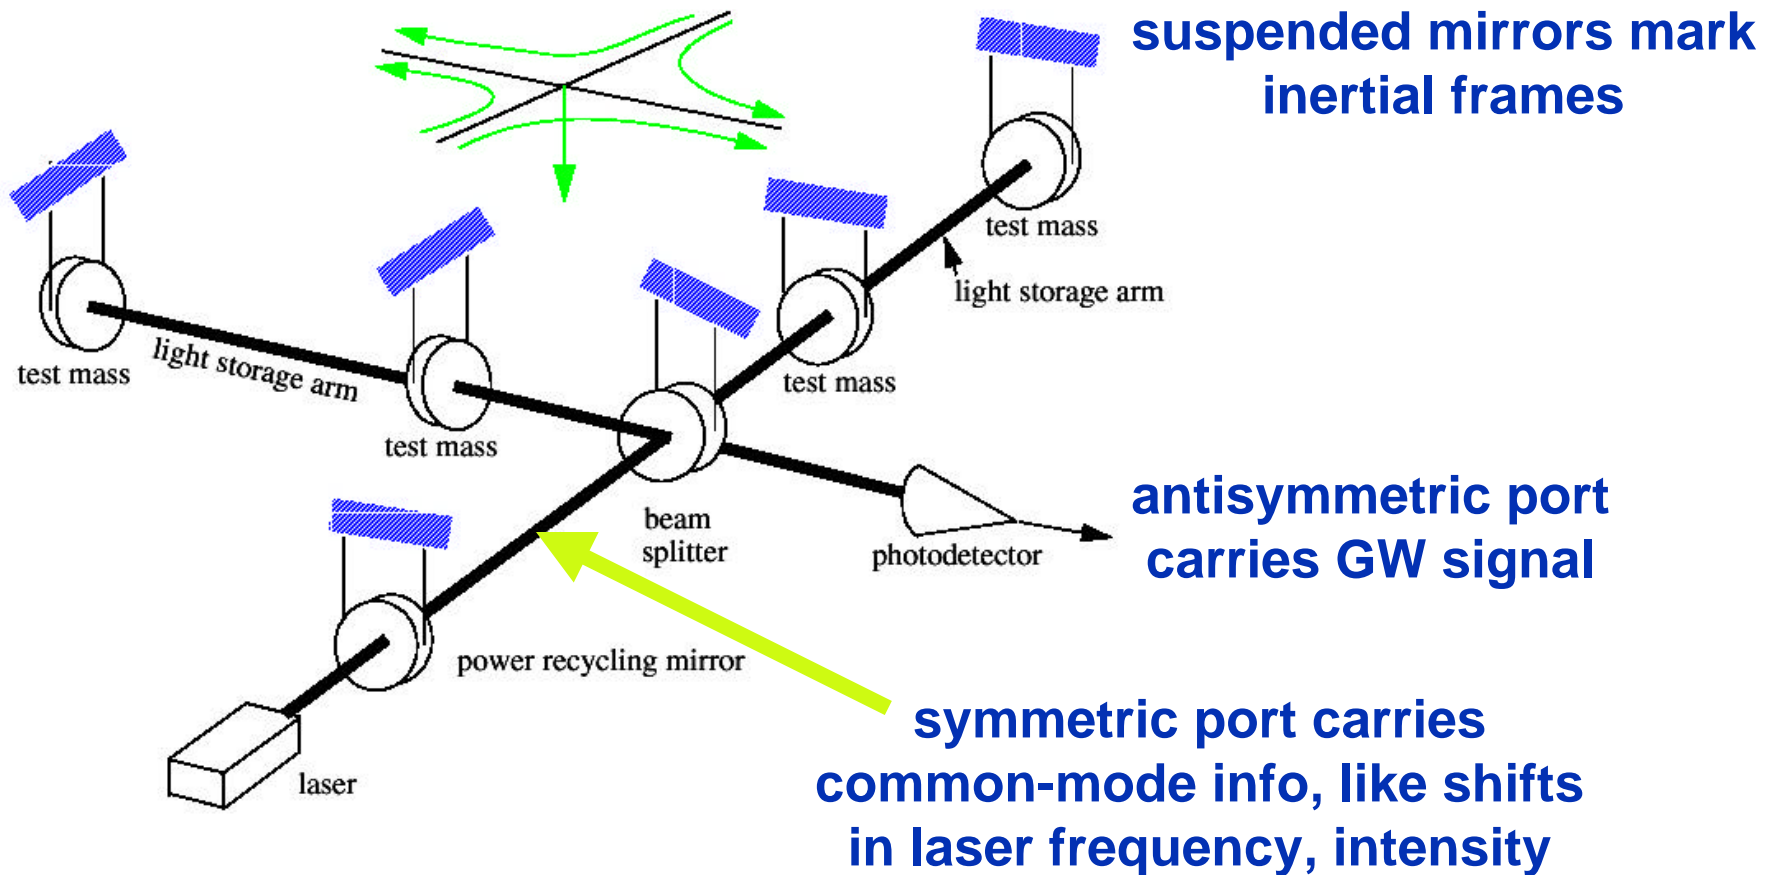 suspended mirrors mark
inertial frames
test mass
light storage arm
test mass
light storage arm
test mass
test mass
beam
splitter
photodetector
antisymmetric port
carries GW signal
power recycling mirror
laser
symmetric port carries
common-mode info, like shifts
in laser frequency, intensity